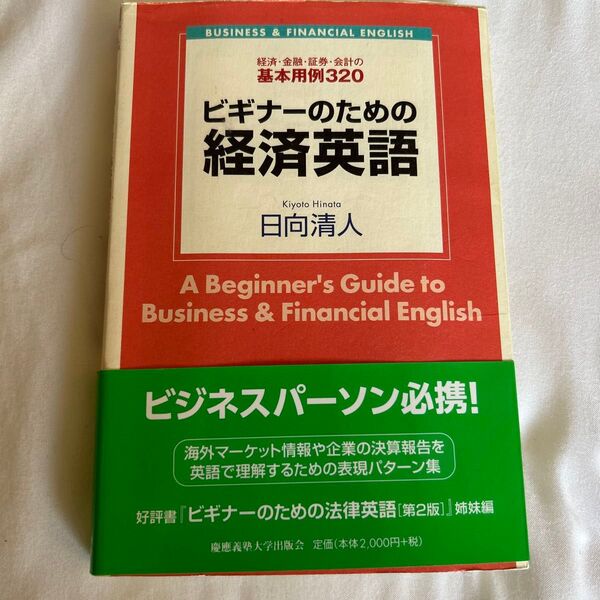 BUSINESS & FINANCIAL ENGLISH
経済・金融・証券・会計の
基本用例320
ビギナーのための
経済英語
Kiyoto Hinata
日向清人
A Beginner's Guide to
Business & Financial English
ビジネスパーソン必携!
海外マーケット情報や企業の決算報告を
英語で理解するための表現パターン集
好評書『ビギナーのための法律英語[第2版]』姉妹編
慶應義塾大学出版会 定価(本体2,000円+税)